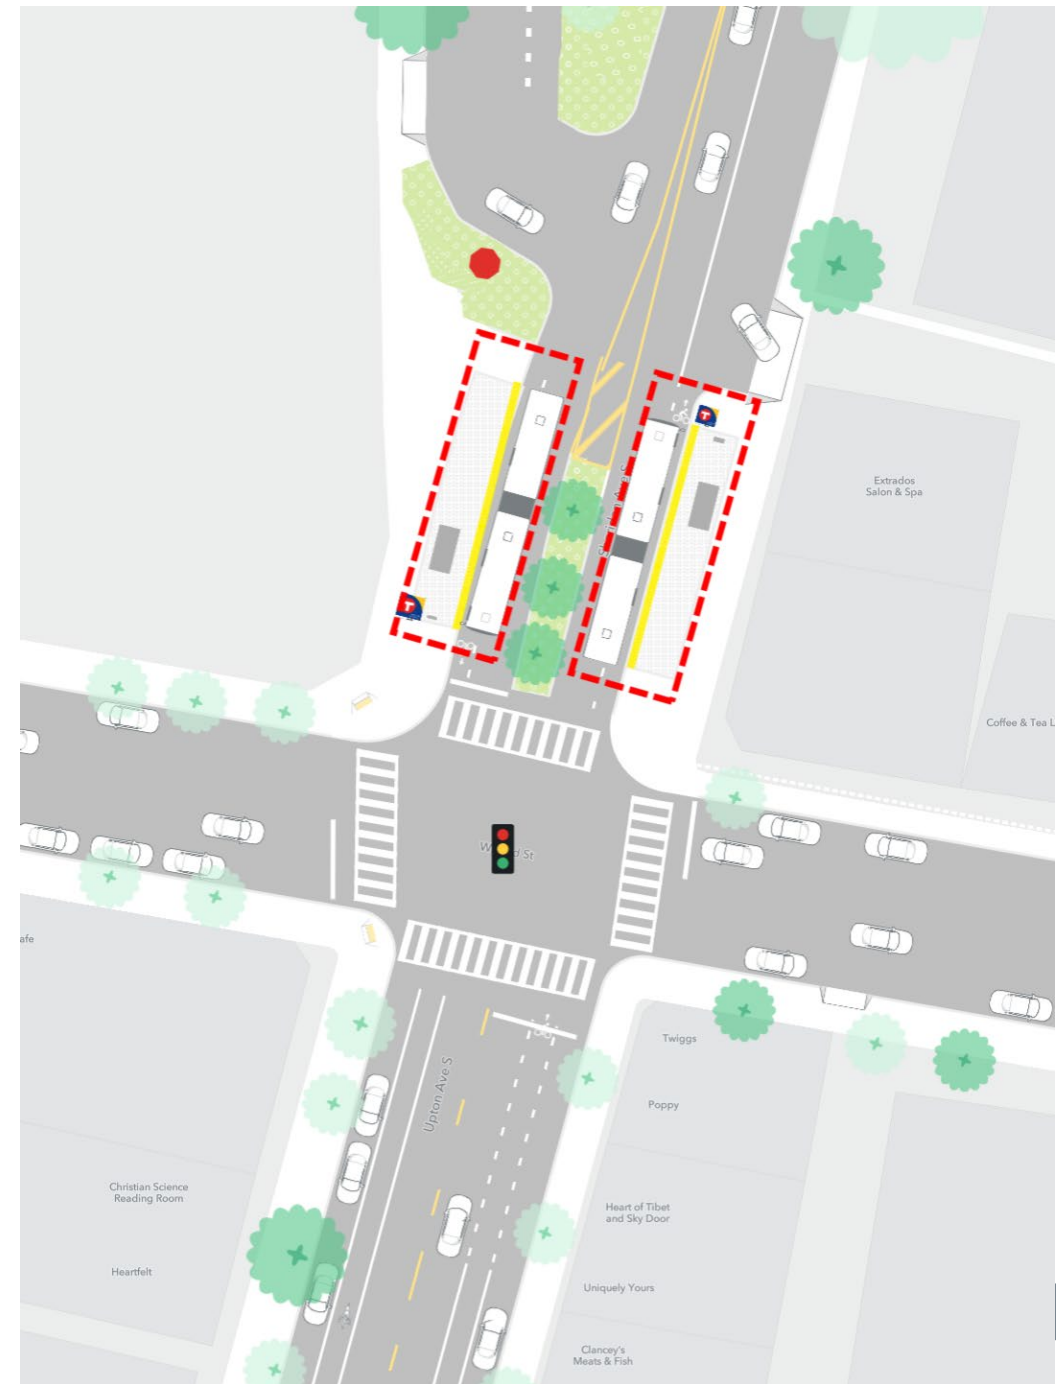 T
T
Extrados
Salon & Spa
Coffee & Tea L
afe
Twiggs
Upton Ave S
Poppy
Christian Science
Reading Room
Heart of Tibet
and Sky Door
Heartfelt
Uniquely Yours
Clancey's
Meats & Fish